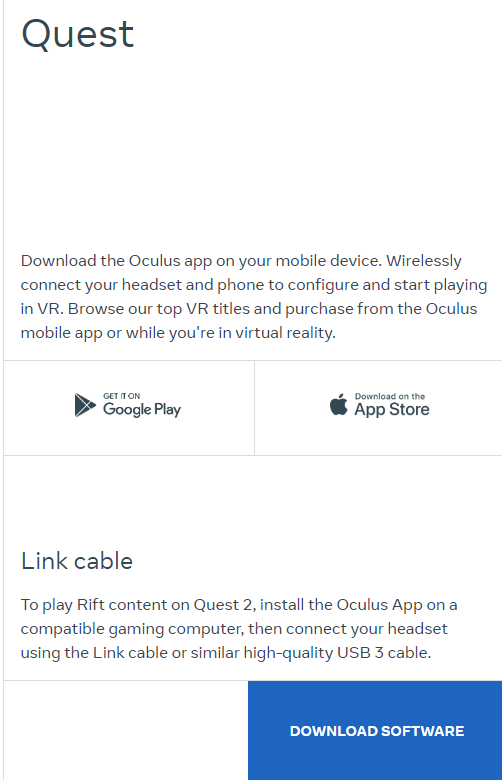 Quest
Download the Oculus app on your mobile device. Wirelessly
connect your headset and phone to configure and start playing
in VR. Browse our top VR titles and purchase from the Oculus
mobile app or while you're in virtual reality.
GET IT ON
Google Play
Download on the
App Store
Link cable
To play Rift content on Quest 2, install the Oculus App on a
compatible gaming computer, then connect your headset
using the Link cable or similar high-quality USB 3 cable.
DOWNLOAD SOFTWARE